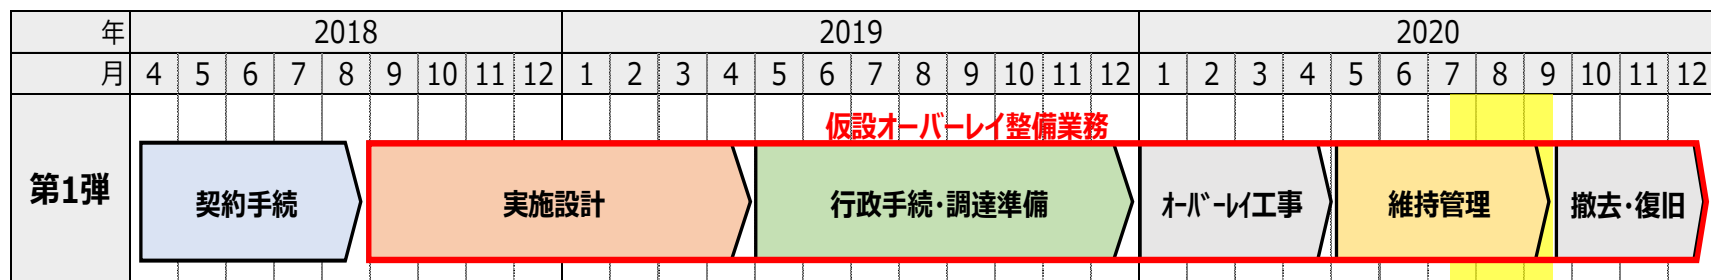 年 2018 2019 2020
月 4 5 6 7 8 9 10 11 12 1 2 3 4 5 6 7 8 9 10 11 12 1 2 3 4 5 6 7 8 9 10 11 12
仮設オーバーレイ整備業務
第1弾 契約手続 実施設計 行政手続・調達準備 ｵｰﾊﾞｰﾚｲ工事 維持管理 撤去・復旧